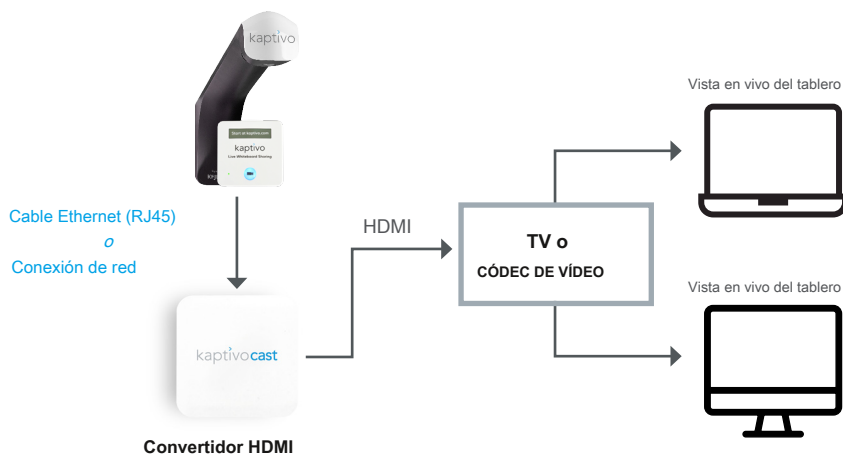 kaptivo
Start at kaptivo.com
kaptivo
Live Whiteboard Sharing
Cable Ethernet (RJ45)
o
Conexión de red
kaptivocast
Convertidor HDMI
HDMI
TV o
CÓDEC DE VÍDEO
Vista en vivo del tablero
Vista en vivo del tablero